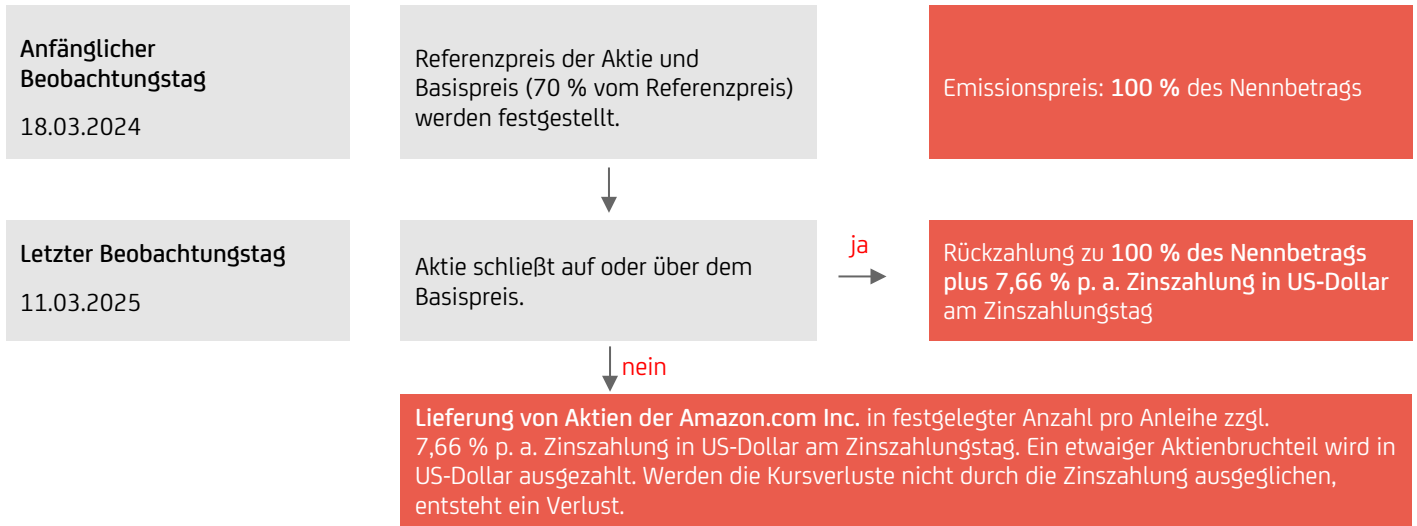 Anfänglicher
Beobachtungstag
18.03.2024
Referenzpreis der Aktie und
Basispreis (70 % vom Referenzpreis)
werden festgestellt.
Emissionspreis: 100 % des Nennbetrags
Letzter Beobachtungstag
11.03.2025
Aktie schließt auf oder über dem
Basispreis.
ja
Rückzahlung zu 100 % des Nennbetrags
plus 7,66 % p. a. Zinszahlung in US-Dollar
am Zinszahlungstag
nein
Lieferung von Aktien der Amazon.com Inc. in festgelegter Anzahl pro Anleihe zzgl.
7,66 % p. a. Zinszahlung in US-Dollar am Zinszahlungstag. Ein etwaiger Aktienbruchteil wird in
US-Dollar ausgezahlt. Werden die Kursverluste nicht durch die Zinszahlung ausgeglichen,
entsteht ein Verlust.